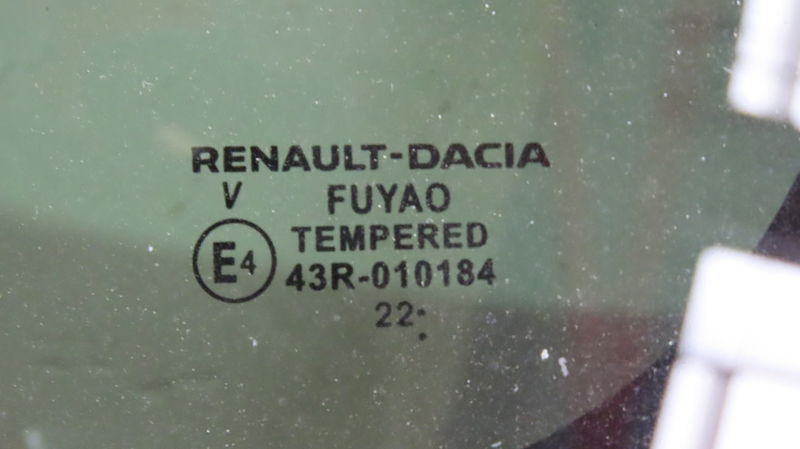 RENAULT-DACIA
V FUYAO
TEMPERED
E4 43R-010184
22: